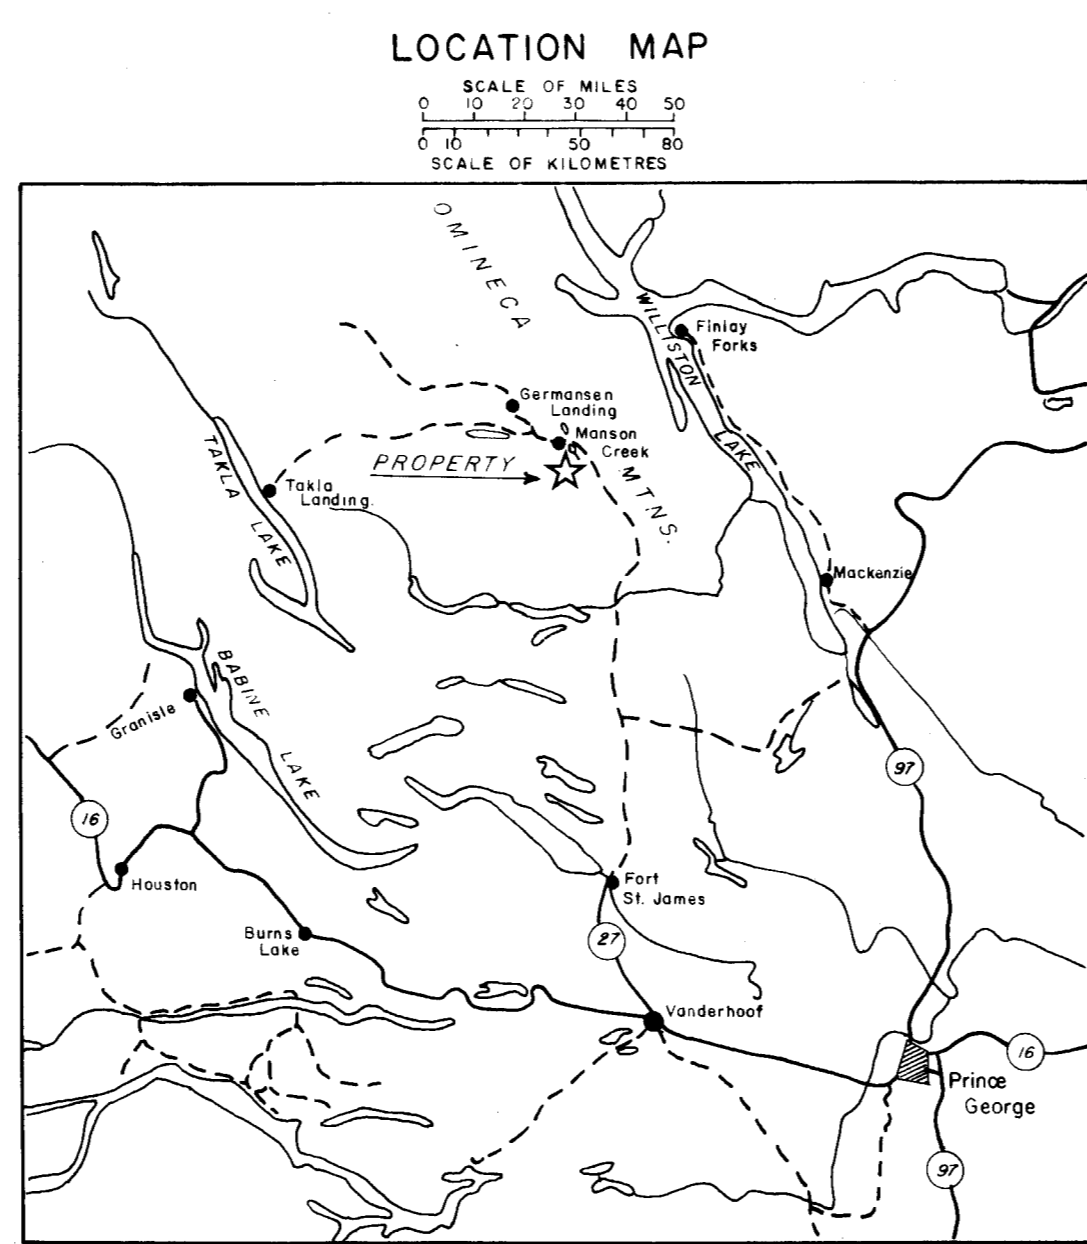 LOCATION MAP
SCALE OF MILES
0 10 20 30 40 50
0 10 50 80
SCALE OF KILOMETRES
OMINECA
WILLISTON
Finlay
Forks
Germansen
Landing
Manson
Creek
LAKE
PROPERTY
MTNS.
TAKLA
Takla
Landing.
LAKE
Mackenzie
BABINE
Granisle
LAKE
97
16
Houston
Fort
St. James
Burns
Lake
27
Vanderhoof
16
Prince
George
97